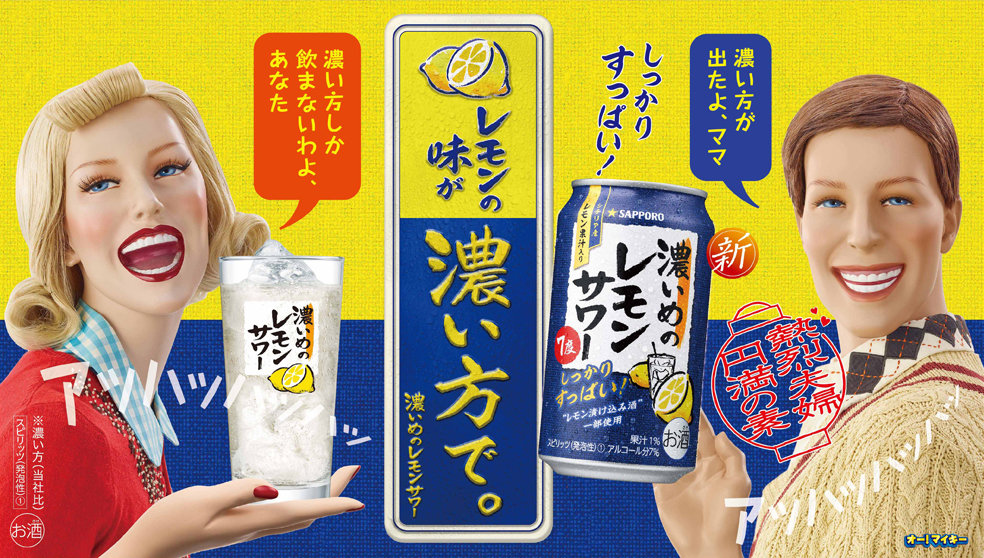 濃い方しか
飲まないわよ、
あなた
アッハッハッハッ
※濃い方(当社比)
スピリッツ(発泡性)①
お酒
濃いめの
レモン
サワー
レモンの
味が
濃い方で。
濃いめのレモンサワー
しっかり
すっぱい!
濃い方が
出たよ、ママ
シチリア産
レモン果汁入り
SAPPORO
濃いめの
レモン
サワー
7度
しっかり
すっぱい!
"レモン漬け込み酒"
一部使用
お酒
果汁1%
スピリッツ(発泡性)① アルコール分7%
新
熱烈夫婦
円満の素
アッハッハッハッ
オー!マイキー